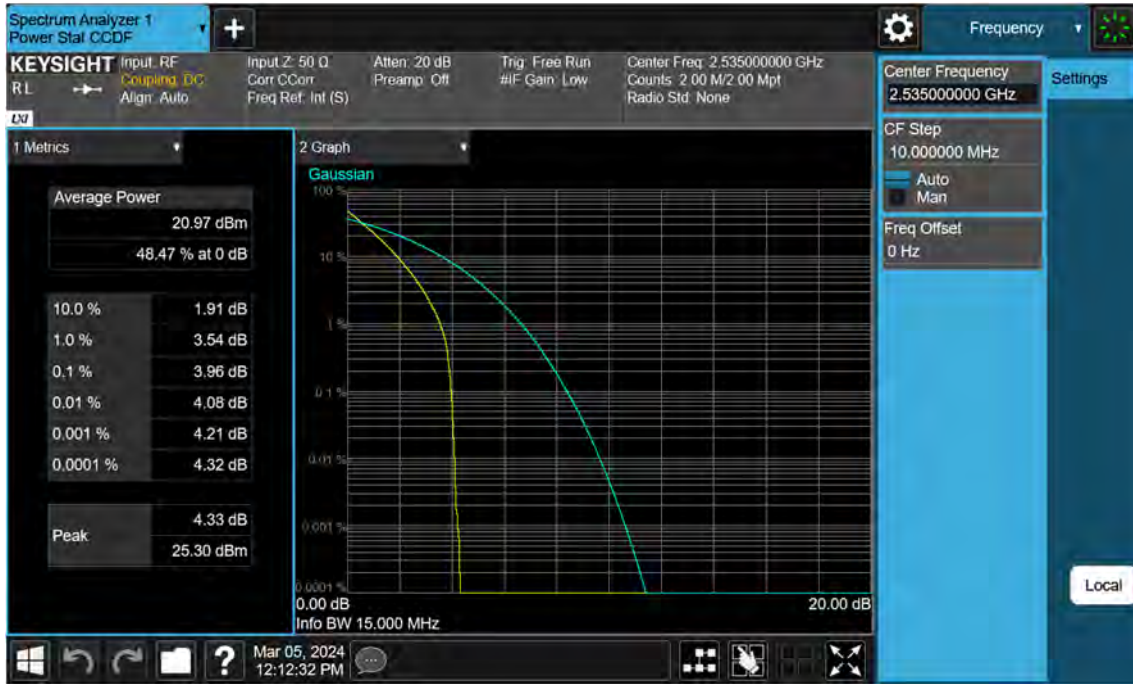 Spectrum Analyzer 1
Power Stat CCDF
+
Frequency
KEYSIGHT
RL
LXI
Input: RF
Coupling: DC
Align: Auto
Input Z: 50 Ω
Corr CCorr
Freq Ref: Int (S)
Atten: 20 dB
Preamp: Off
Trig: Free Run
#IF Gain: Low
Center Freq: 2.535000000 GHz
Counts: 2.00 M/2.00 Mpt
Radio Std: None
Center Frequency
2.535000000 GHz
Settings
CF Step
10.000000 MHz
Auto
Man
Freq Offset
0 Hz
1 Metrics
Average Power
20.97 dBm
48.47 % at 0 dB
10.0 % 1.91 dB
1.0 % 3.54 dB
0.1 % 3.96 dB
0.01 % 4.08 dB
0.001 % 4.21 dB
0.0001 % 4.32 dB
Peak
4.33 dB
25.30 dBm
2 Graph
Gaussian
100 %
10 %
1 %
0.1 %
0.01 %
0.001 %
0.0001 %
0.00 dB 20.00 dB
Info BW 15.000 MHz
Local
?
Mar 05, 2024
12:12:32 PM